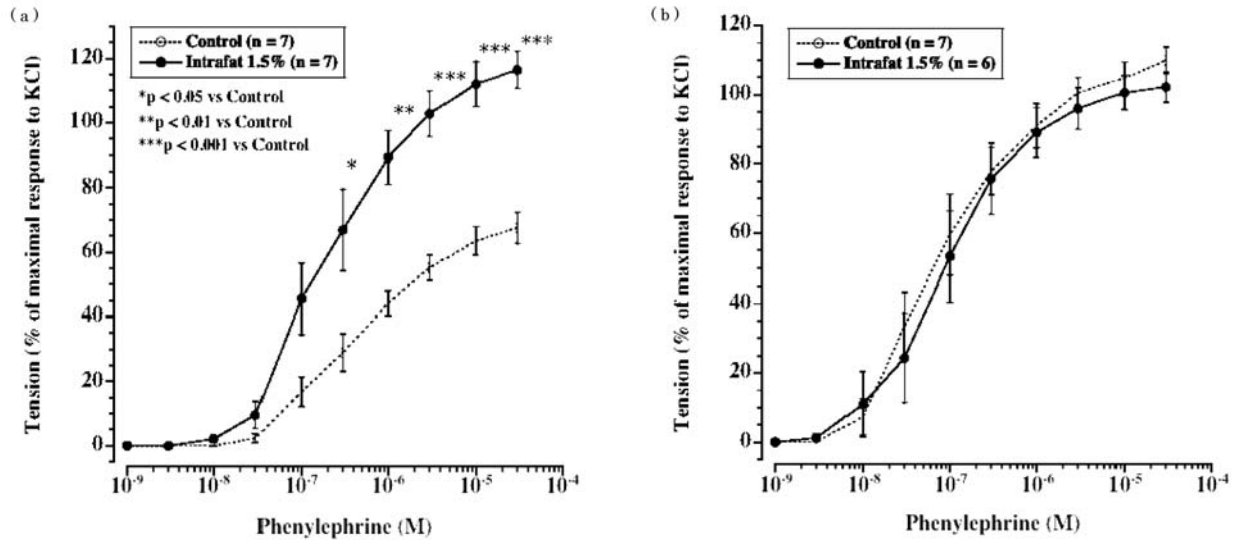 (a)
Control (n = 7)
Intrafat 1.5% (n = 7)
*p < 0.05 vs Control
**p < 0.01 vs Control
***p < 0.001 vs Control
*
**
***
***
***
120
100
80
60
40
20
0
Tension (% of maximal response to KCl)
10-9
10-8
10-7
10-6
10-5
10-4
Phenylephrine (M)
(b)
Control (n = 7)
Intrafat 1.5% (n = 6)
120
100
80
60
40
20
0
Tension (% of maximal response to KCl)
10-9
10-8
10-7
10-6
10-5
10-4
Phenylephrine (M)